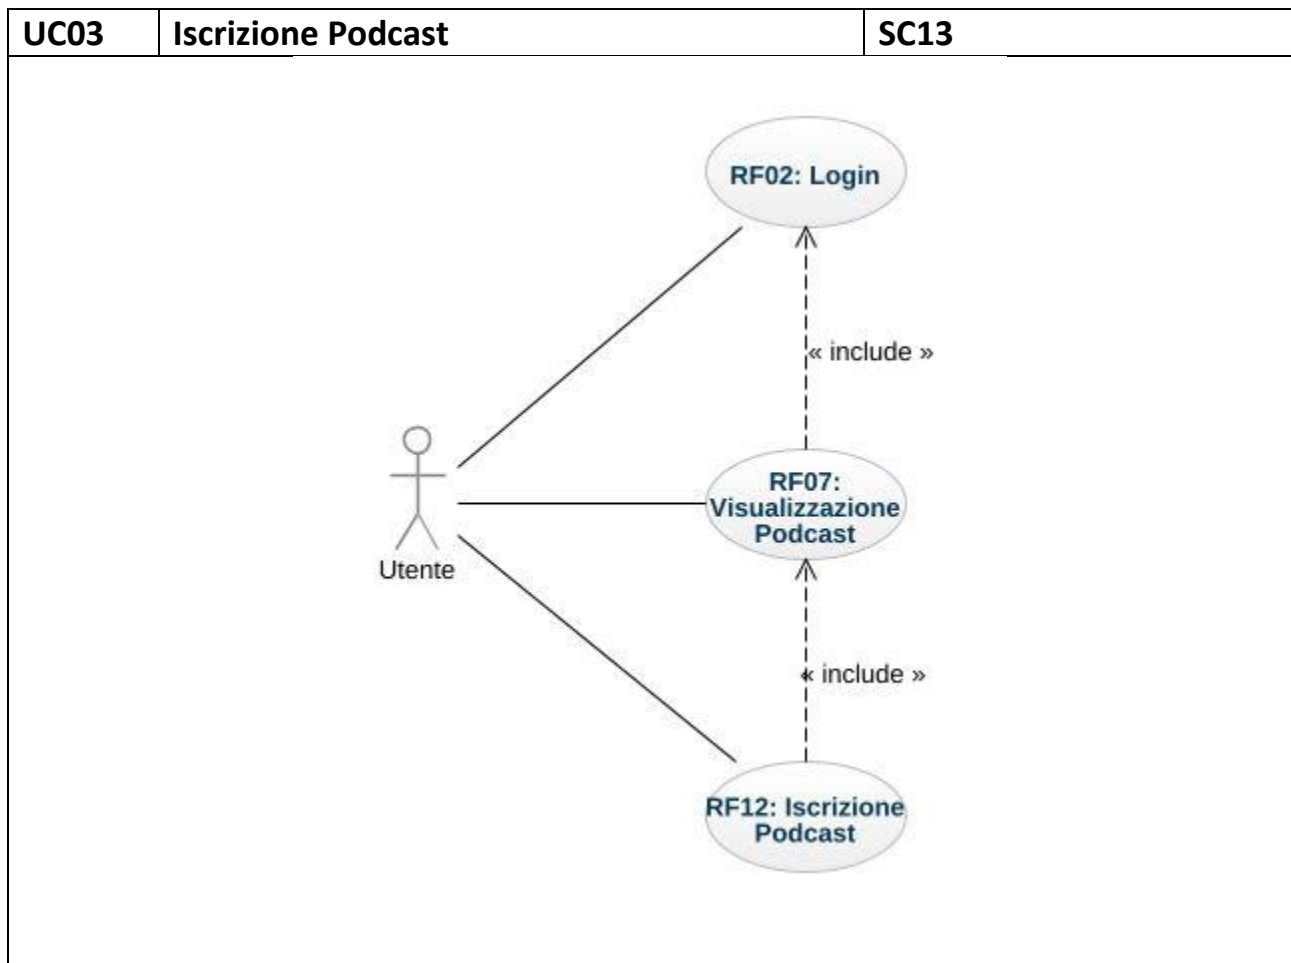 UC03 Iscrizione Podcast SC13
RF02: Login
« include »
RF07:
Visualizzazione
Podcast
Utente
« include »
RF12: Iscrizione
Podcast